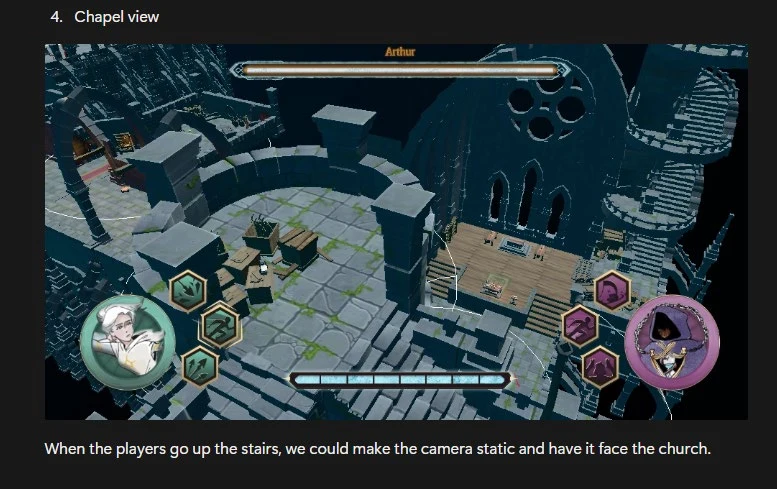 4. Chapel view
Arthur
When the players go up the stairs, we could make the camera static and have it face the church.